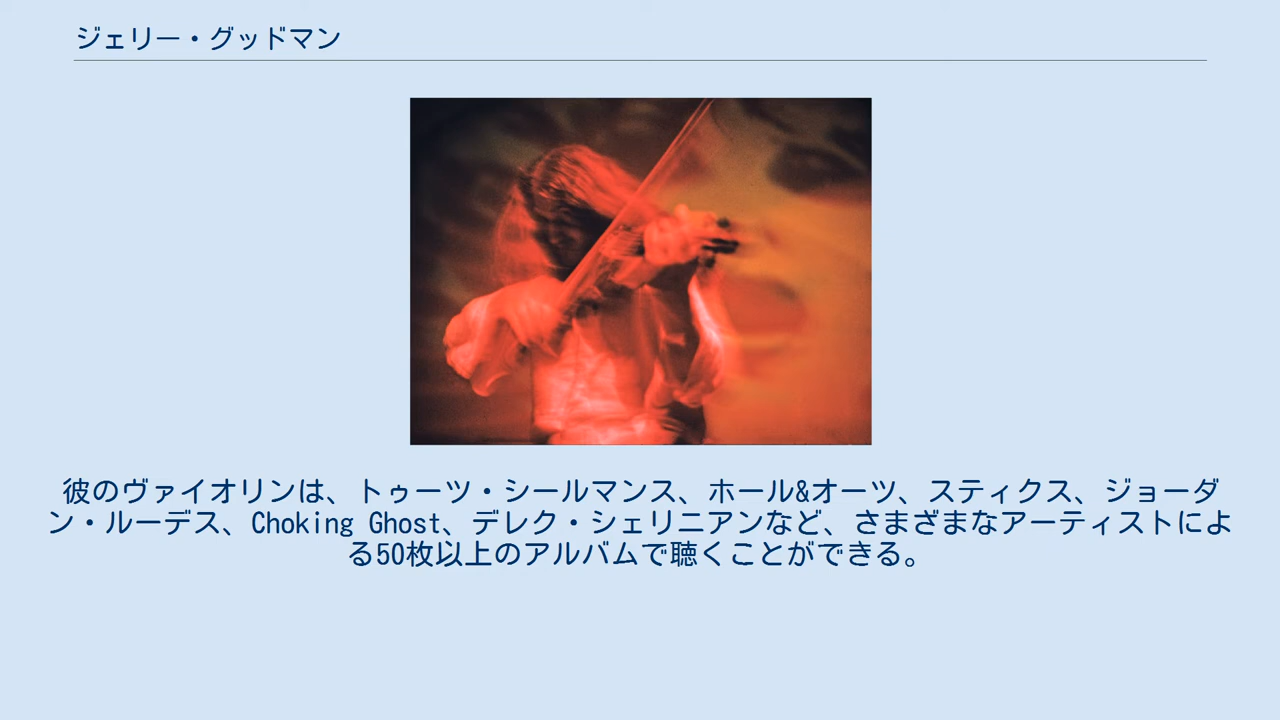 ジェリー・グッドマン
彼のヴァイオリンは、トゥーツ・シールマンス、ホール&オーツ、スティクス、ジョーダ
ン・ルーデス、Choking Ghost、デレク・シェリニアンなど、さまざまなアーティストによ
る50枚以上のアルバムで聴くことができる。